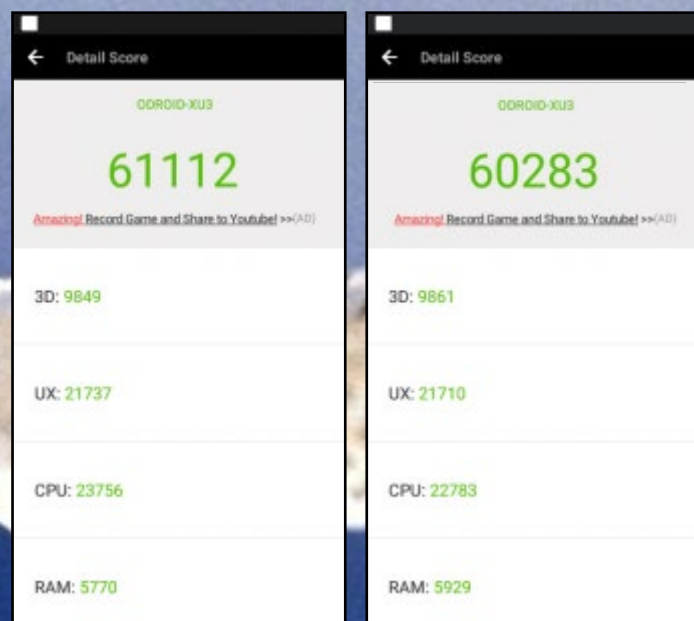 Detail Score
ODROID-XU3
61112
Amazing! Record Game and Share to Youtube! >>(AD)
3D: 9849
UX: 21737
CPU: 23756
RAM: 5770
Detail Score
ODROID-XU3
60283
Amazing! Record Game and Share to Youtube! >>(AD)
3D: 9861
UX: 21710
CPU: 22783
RAM: 5929